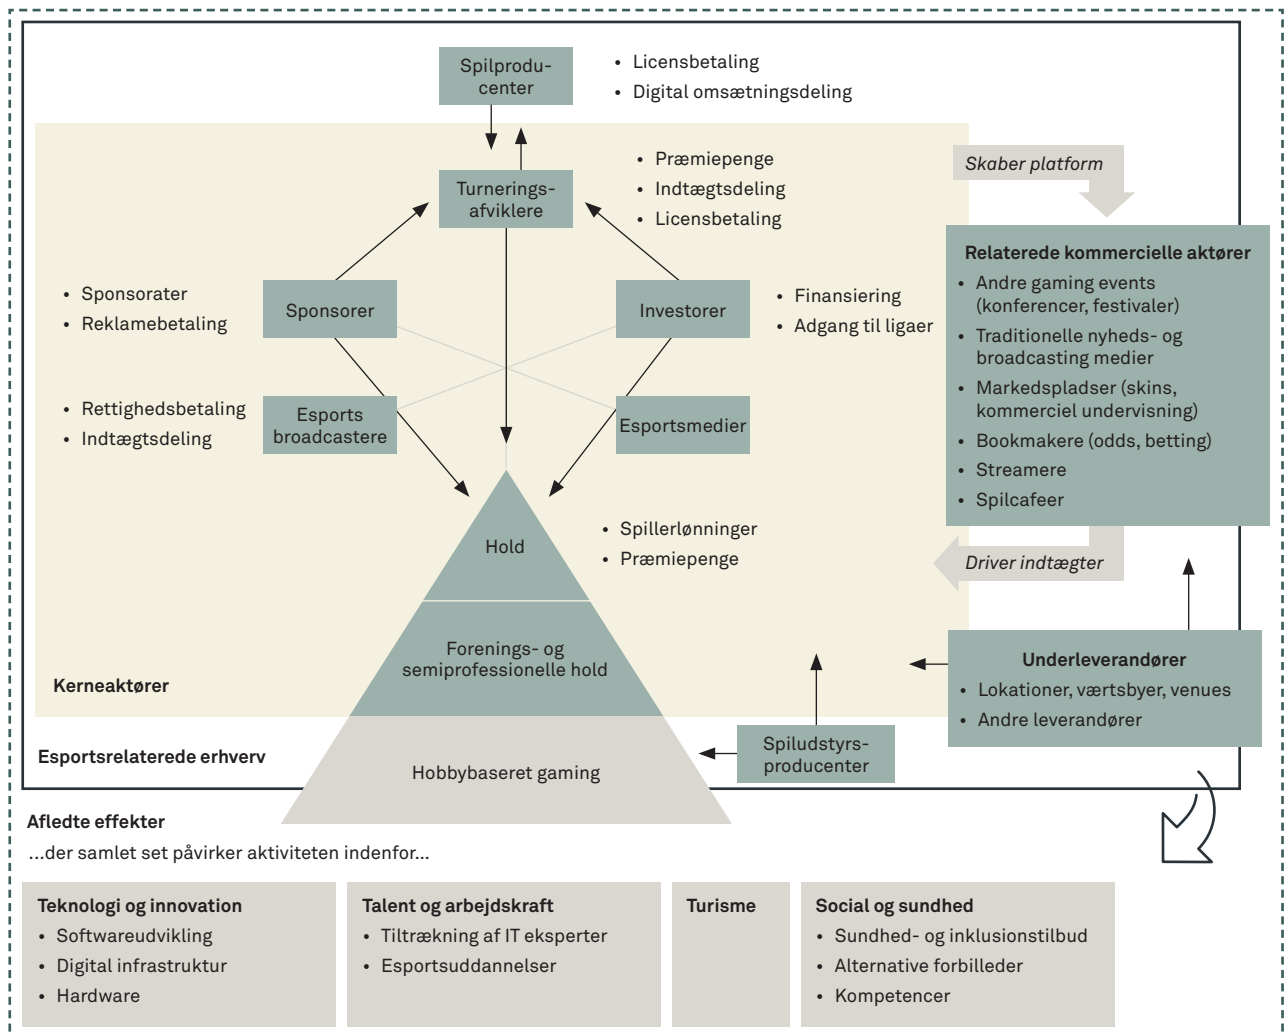 Spilprodu-
center
• Licensbetaling
• Digital omsætningsdeling
Turnerings-
afviklere
• Præmiepenge
• Indtægtsdeling
• Licensbetaling
Skaber platform
• Sponsorater
• Reklamebetaling
Sponsorer
Investorer
• Finansiering
• Adgang til ligaer
• Rettighedsbetaling
• Indtægtsdeling
Esports
broadcastere
Esportsmedier
Relaterede kommercielle aktører
• Andre gaming events
(konferencer, festivaler)
• Traditionelle nyheds- og
broadcasting medier
• Markedspladser (skins,
kommerciel undervisning)
• Bookmakere (odds, betting)
• Streamere
• Spilcafeer
Hold
• Spillerlønninger
• Præmiepenge
Driver indtægter
Forenings- og
semiprofessionelle hold
Kerneaktører
Underleverandører
• Lokationer, værtsbyer, venues
• Andre leverandører
Esportsrelaterede erhverv
Hobbybaseret gaming
Spiludstyrs-
producenter
Afledte effekter
...der samlet set påvirker aktiviteten indenfor...
Teknologi og innovation
• Softwareudvikling
• Digital infrastruktur
• Hardware
Talent og arbejdskraft
• Tiltrækning af IT eksperter
• Esportsuddannelser
Turisme
Social og sundhed
• Sundhed- og inklusionstilbud
• Alternative forbilleder
• Kompetencer